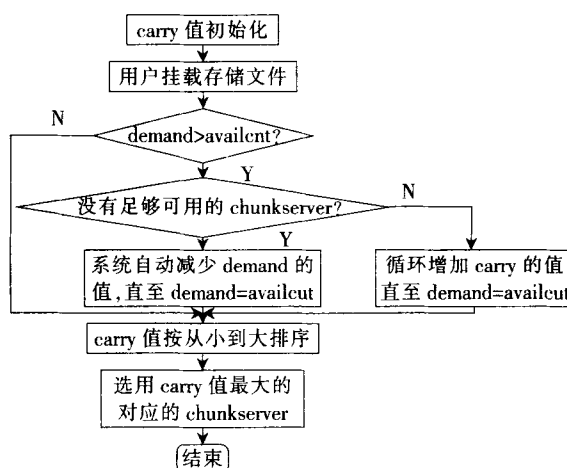 carry 值初始化
用户挂载存储文件
N
demand>availcnt?
Y
没有足够可用的 chunkserver?
N
Y
系统自动减少 demand 的
值,直至 demand=availcut
循环增加 carry 的值
直至 demand=availcut
carry 值按从小到大排序
选用 carry 值最大的
对应的 chunkserver
结束